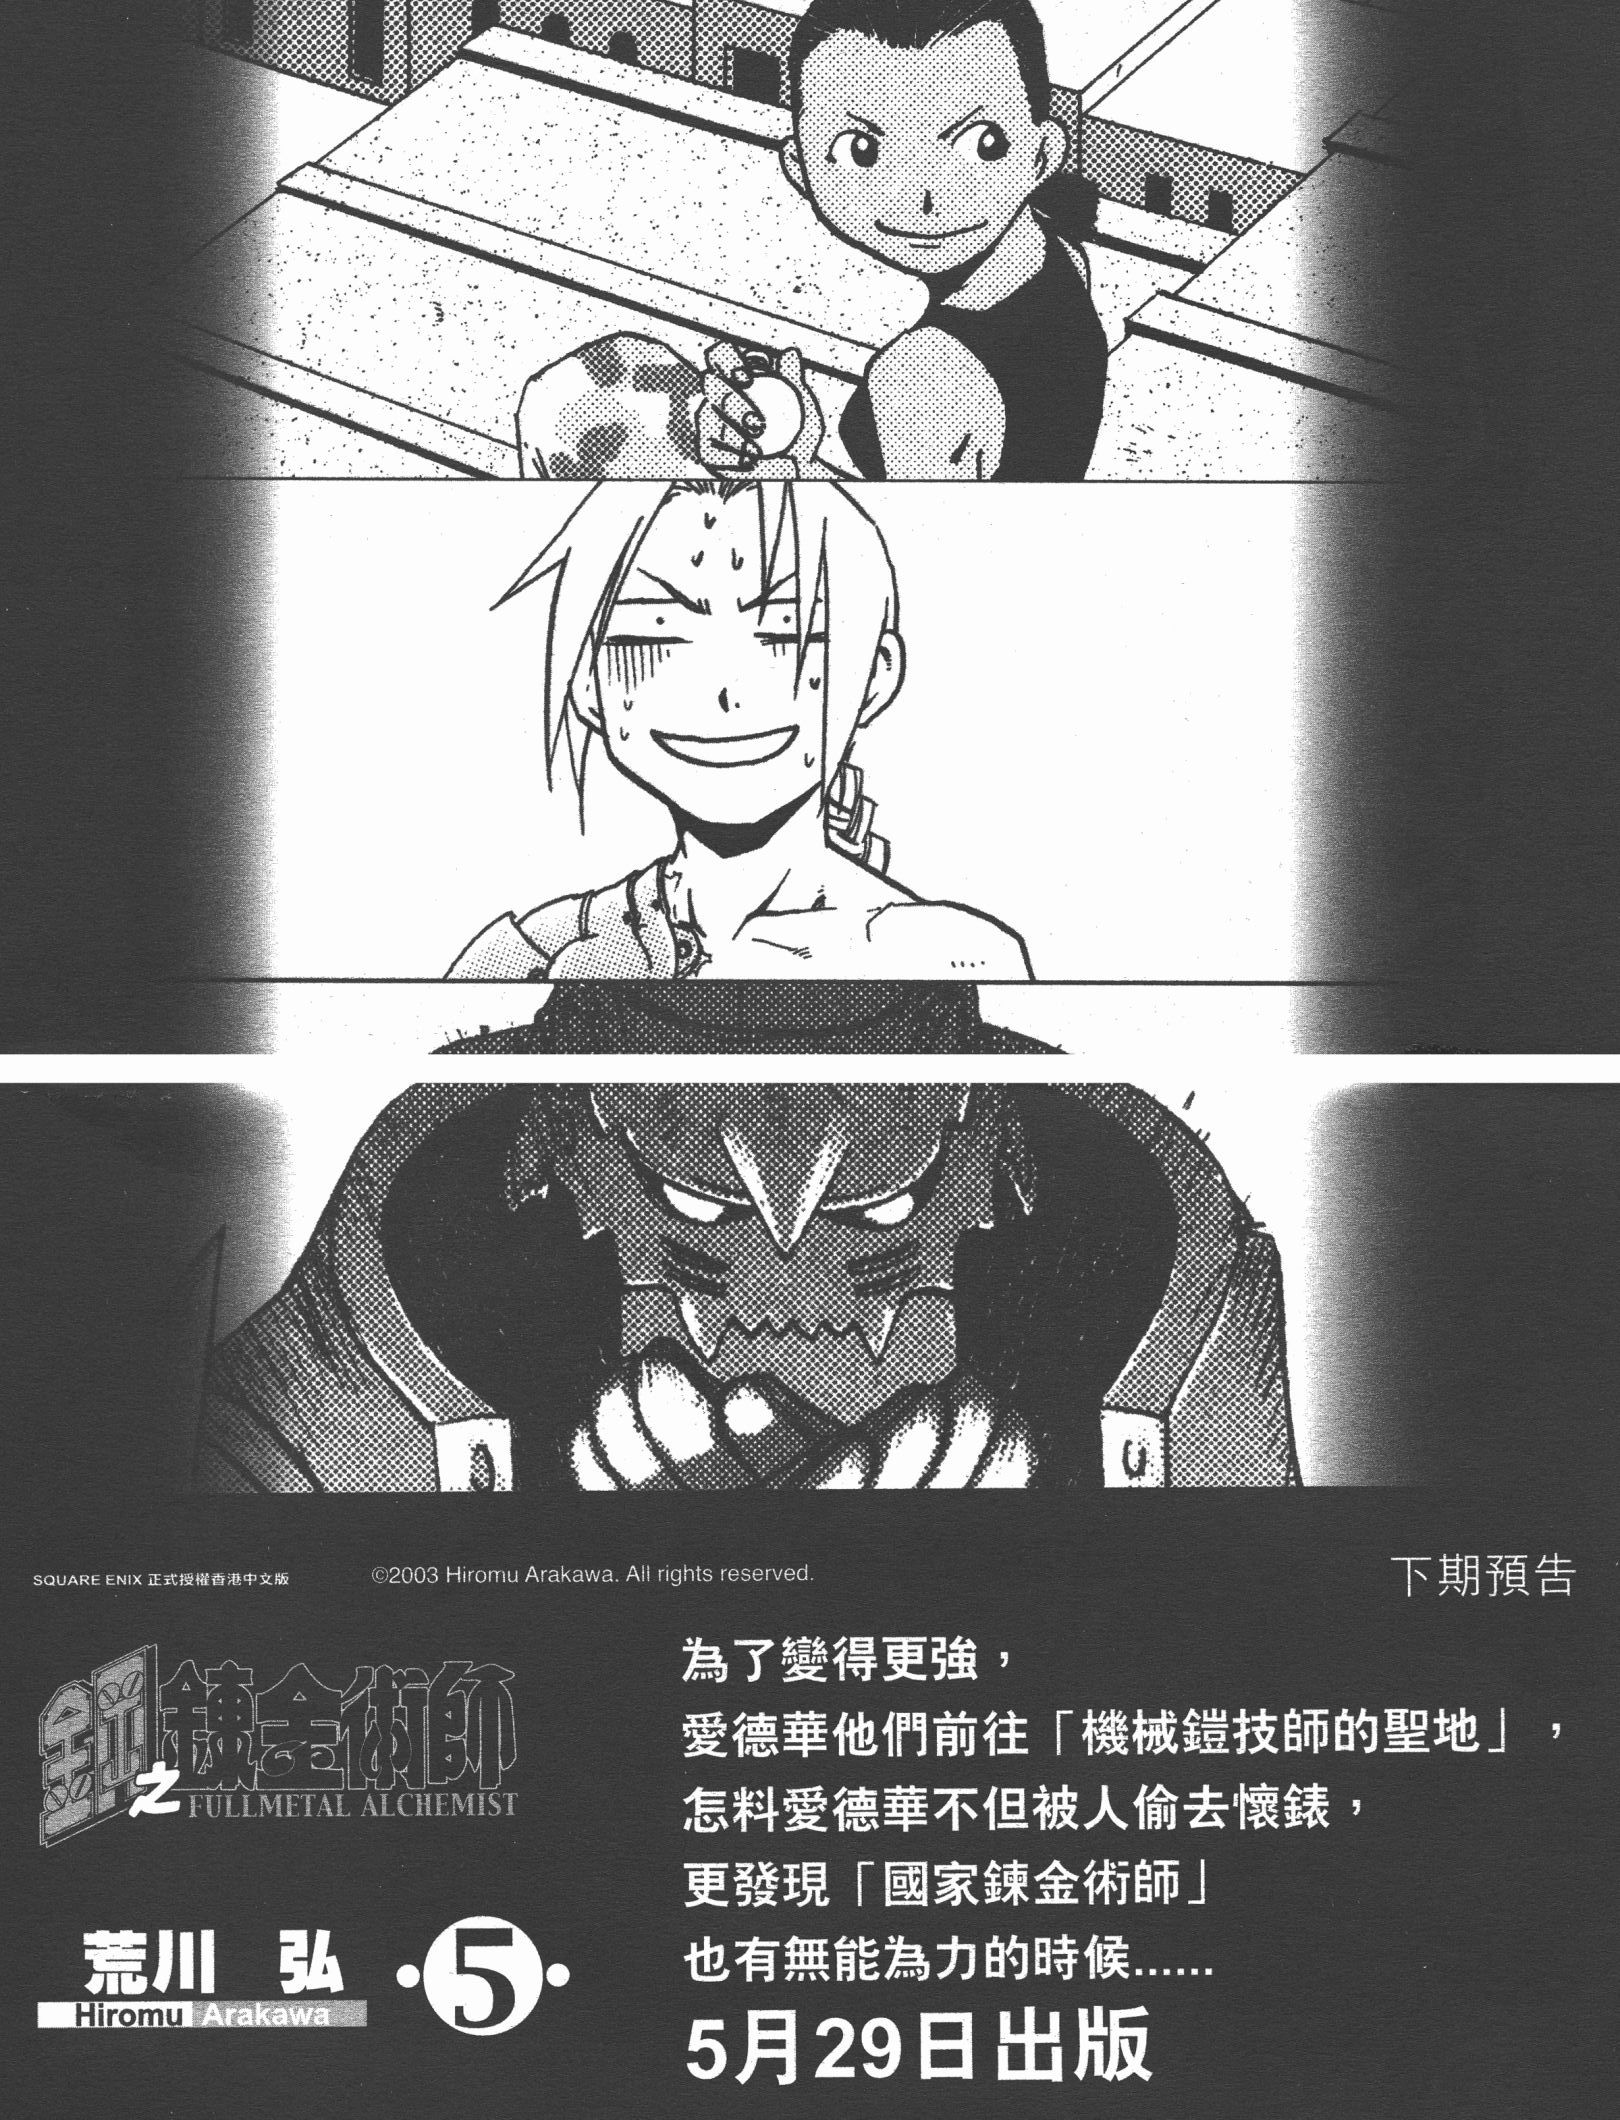 SQUARE ENIX 正式授權香港中文版
©2003 Hiromu Arakawa. All rights reserved.
下期預告
鋼之鍊金術師
FULLMETAL ALCHEMIST
荒川 弘
Hiromu Arakawa
5
為了變得更強，
愛德華他們前往「機械鎧技師的聖地」，
怎料愛德華不但被人偷去懷錶，
更發現「國家鍊金術師」
也有無能為力的時候......
5月29日出版